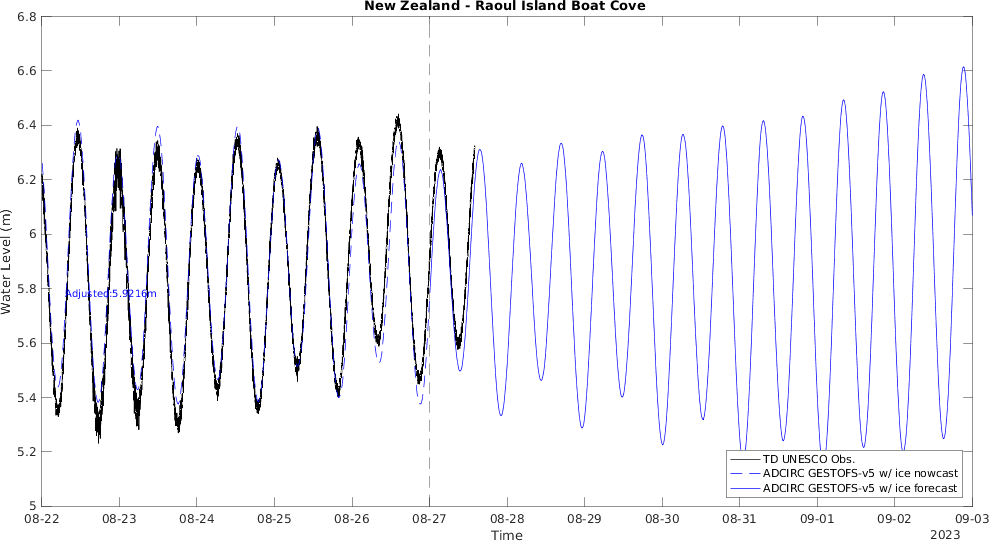 New Zealand - Raoul Island Boat Cove
6.8
6.6
6.4
6.2
6
5.8
5.6
5.4
5.2
5
Water Level (m)
Adjusted:5.9216m
TD UNESCO Obs.
ADCIRC GESTOFS-v5 w/ ice nowcast
ADCIRC GESTOFS-v5 w/ ice forecast
08-22 08-23 08-24 08-25 08-26 08-27 08-28 08-29 08-30 08-31 09-01 09-02 09-03
Time
2023